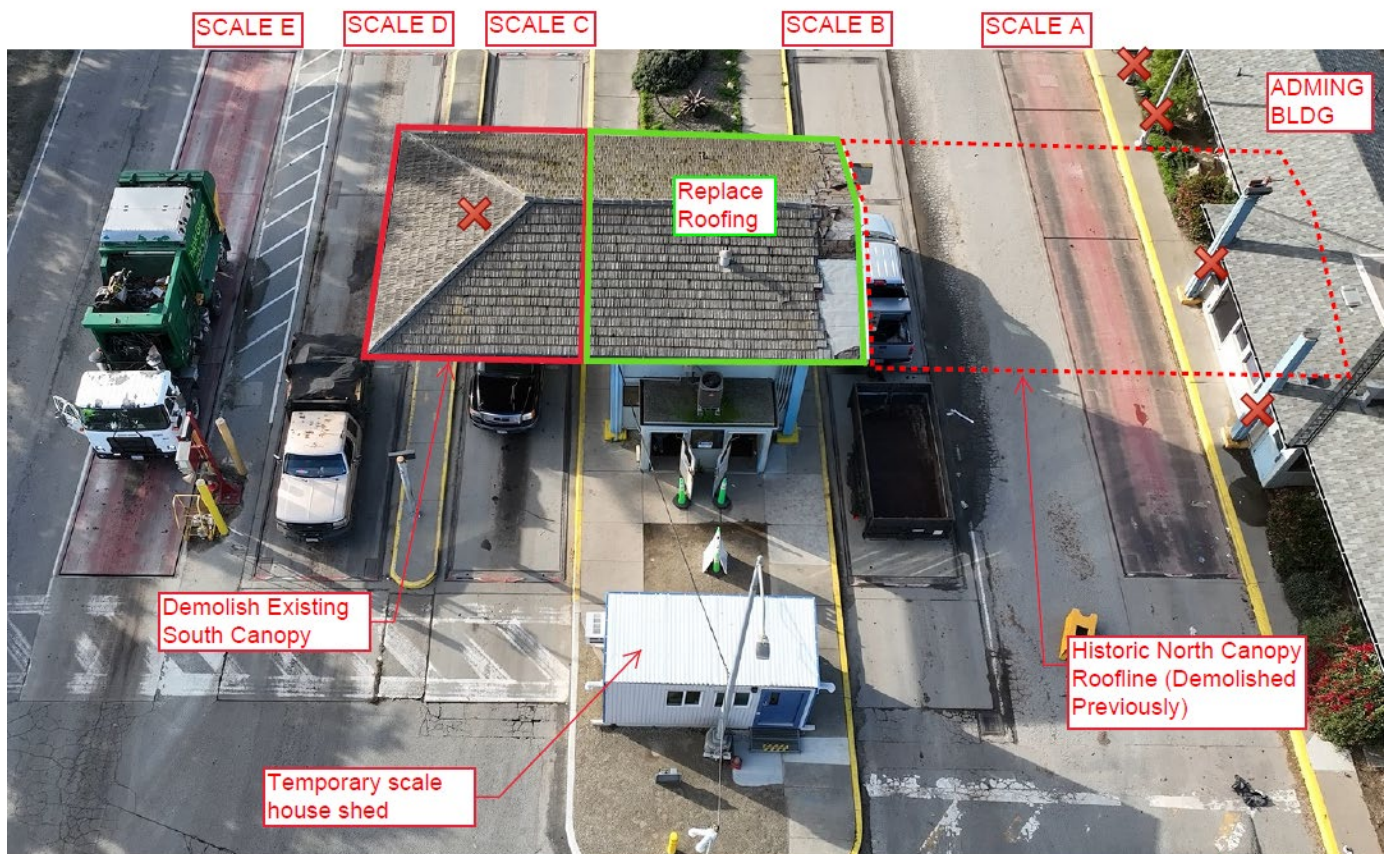 SCALE E
SCALE D
SCALE C
SCALE B
SCALE A
ADMING
BLDG
Replace
Roofing
Demolish Existing
South Canopy
Historic North Canopy
Roofline (Demolished
Previously)
Temporary scale
house shed